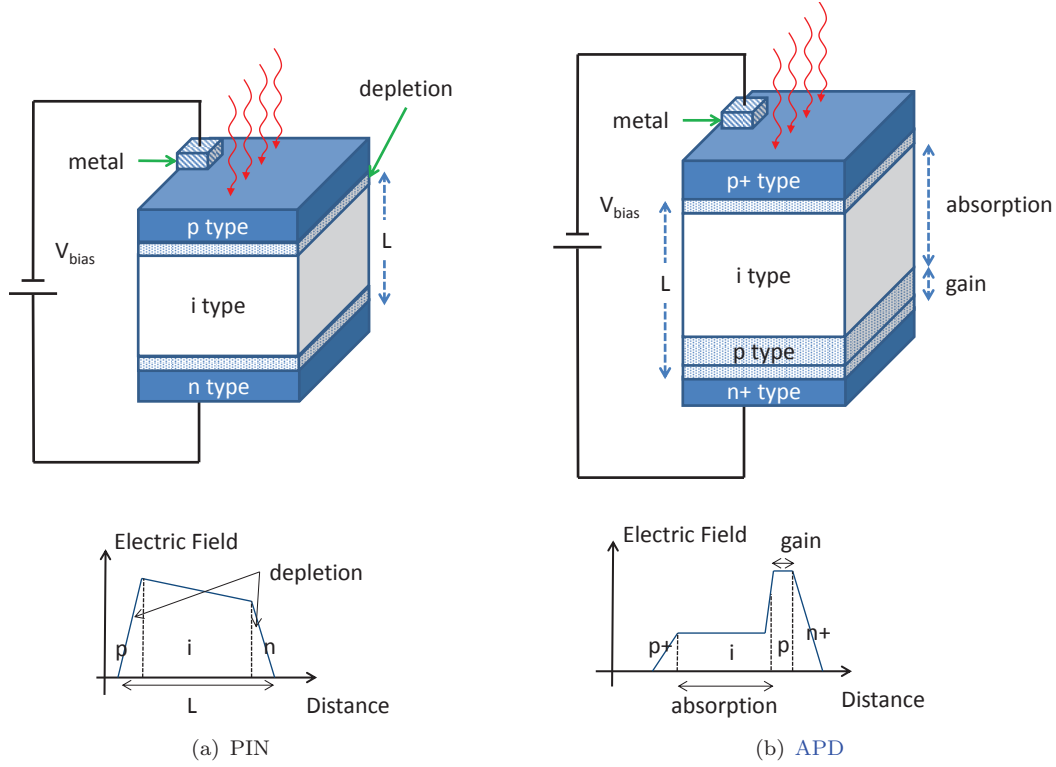 depletion
metal
p type
V_bias
L
i type
n type
Electric Field
depletion
p
i
n
L
Distance
(a) PIN
metal
p+ type
V_bias
absorption
L
i type
gain
p type
n+ type
Electric Field
gain
p+
i
p
n+
absorption
Distance
(b) APD